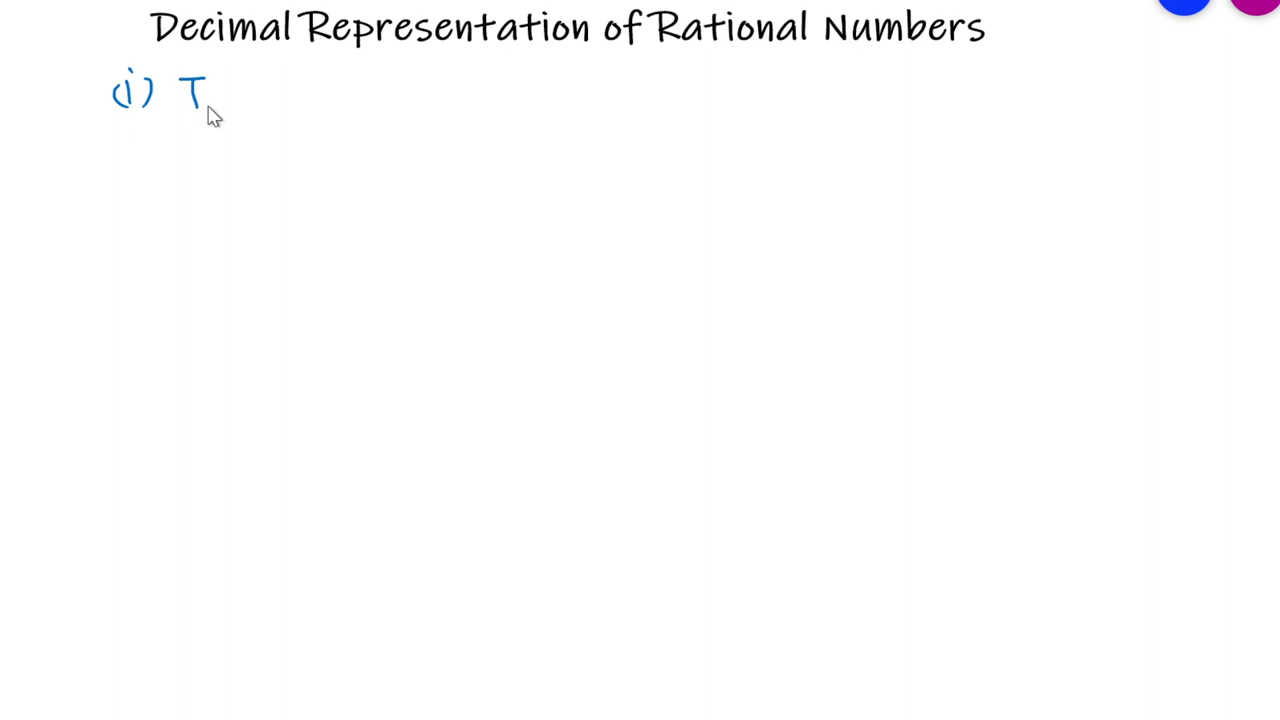 Decimal Representation of Rational Numbers
(i) T